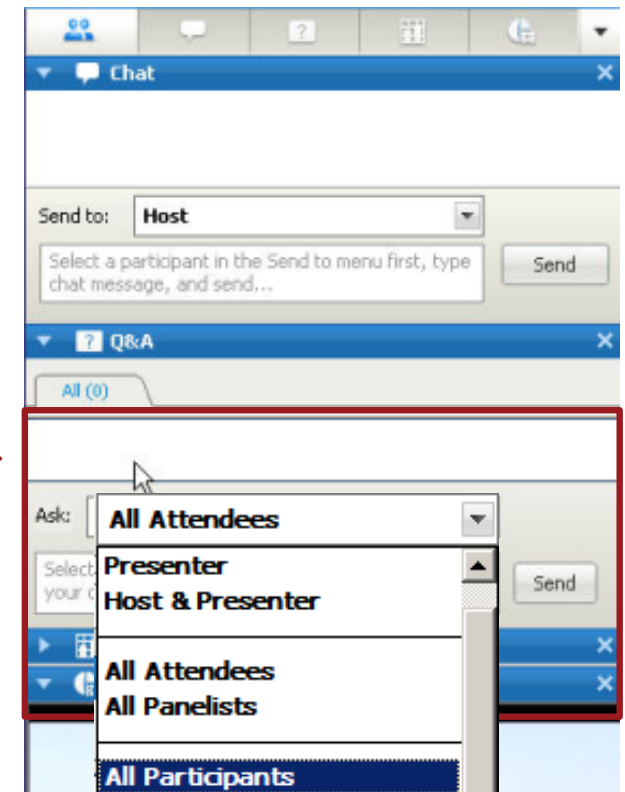 ?
Chat
Send to: Host
Select a participant in the Send to menu first, type
chat message, and send...
Send
? Q&A
All (0)
Ask: All Attendees
Select
your
Send
Presenter
Host & Presenter
All Attendees
All Panelists
All Participants